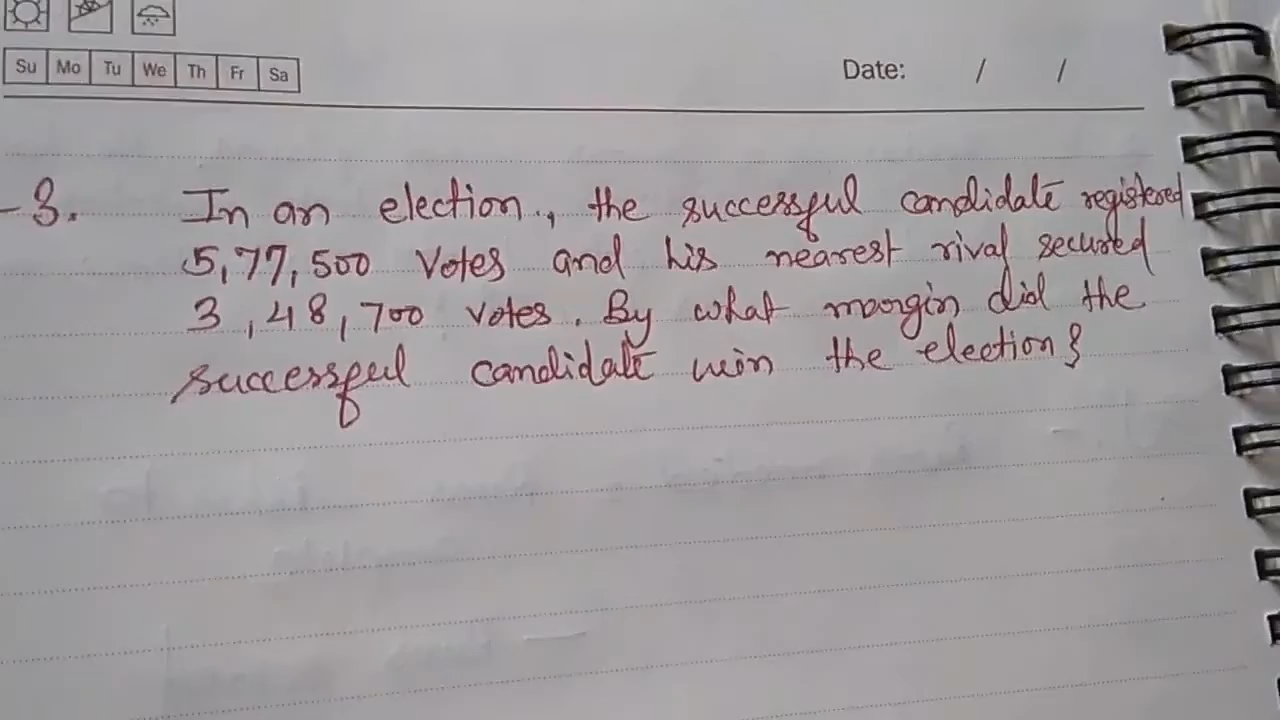 Su Mo Tu We Th Fr Sa
Date: / /
-3. In an election, the successful candidate registered
5,77,500 Votes and his nearest rival secured
3,48,700 votes. By what margin did the
successful candidate win the election?